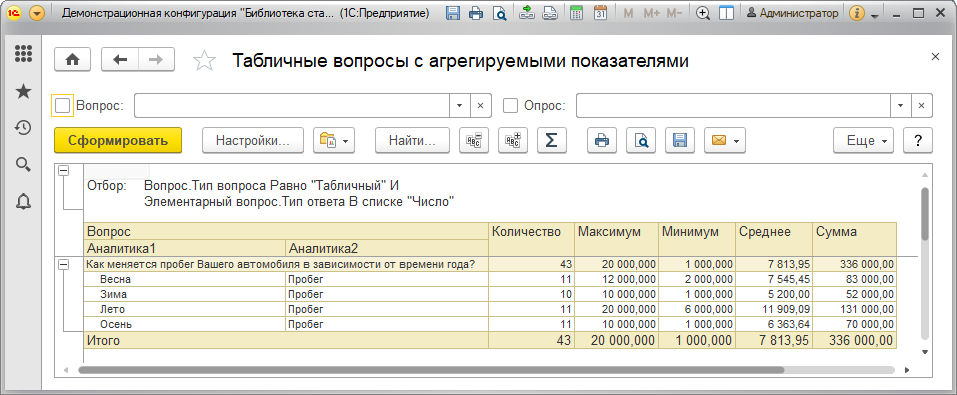 Демонстрационная конфигурация "Библиотека ста... (1С:Предприятие) M M+ M- Администратор
Табличные вопросы с агрегируемыми показателями
Вопрос: Опрос:
Сформировать Настройки... Найти... Еще ?
Отбор: Вопрос.Тип вопроса Равно "Табличный" И
Элементарный вопрос.Тип ответа В списке "Число"
Вопрос Количество Максимум Минимум Среднее Сумма
Аналитика1 Аналитика2
Как меняется пробег Вашего автомобиля в зависимости от времени года? 43 20 000,000 1 000,000 7 813,95 336 000,00
Весна Пробег 11 12 000,000 2 000,000 7 545,45 83 000,00
Зима Пробег 10 10 000,000 1 000,000 5 200,00 52 000,00
Лето Пробег 11 20 000,000 6 000,000 11 909,09 131 000,00
Осень Пробег 11 10 000,000 1 000,000 6 363,64 70 000,00
Итого 43 20 000,000 1 000,000 7 813,95 336 000,00